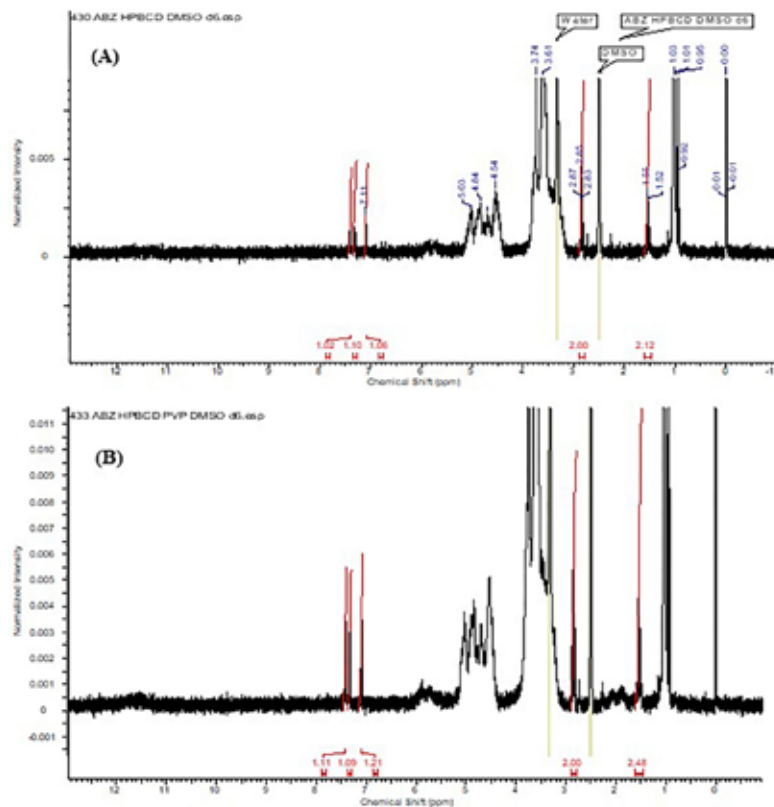 430 ABZ HPBCD DMSO d6.esp
Water
ABZ HPBCD DMSO d6
DMSO
(A)
3.74
3.61
1.03
1.01
0.95
0.00
0.92
7.11
5.03
4.84
4.54
2.87
2.85
2.83
1.55
1.52
0.01
-0.01
Normalized Intensity
0.005
0
1.02 1.10 1.06 2.00 2.12
12 11 10 9 8 7 6 5 4 3 2 1 0 -1
Chemical Shift (ppm)
433 ABZ HPBCD PVP DMSO d6.esp
(B)
Normalized Intensity
0.011
0.010
0.009
0.008
0.007
0.006
0.005
0.004
0.003
0.002
0.001
0
-0.001
1.11 1.09 1.21 2.00 2.48
12 11 10 9 8 7 6 5 4 3 2 1 0
Chemical Shift (ppm)